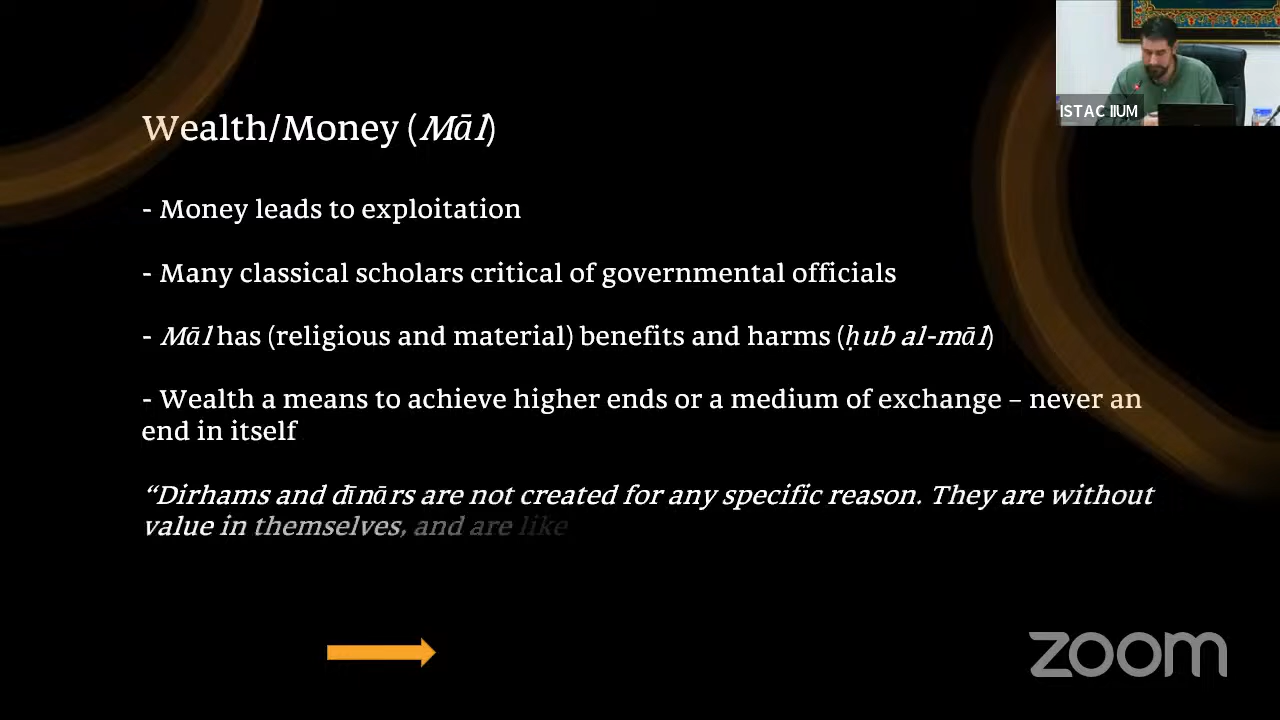 Wealth/Money (Māl)
- Money leads to exploitation
- Many classical scholars critical of governmental officials
- Māl has (religious and material) benefits and harms (ḥub al-māl)
- Wealth a means to achieve higher ends or a medium of exchange – never an
end in itself
“Dirhams and dīnārs are not created for any specific reason. They are without
value in themselves, and are like
ISTAC IIUM
zoom